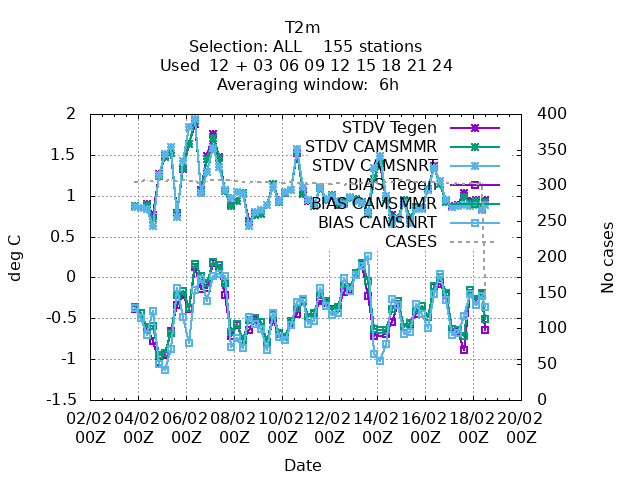 T2m
Selection: ALL 155 stations
Used 12 + 03 06 09 12 15 18 21 24
Averaging window: 6h
2
1.5
1
0.5
0
-0.5
-1
-1.5
deg C
400
350
300
250
200
150
100
50
0
No cases
STDV Tegen
STDV CAMSMMR
STDV CAMSNRT
BIAS Tegen
BIAS CAMSMMR
BIAS CAMSNRT
CASES
02/02 04/02 06/02 08/02 10/02 12/02 14/02 16/02 18/02 20/02
00Z 00Z 00Z 00Z 00Z 00Z 00Z 00Z 00Z 00Z
Date